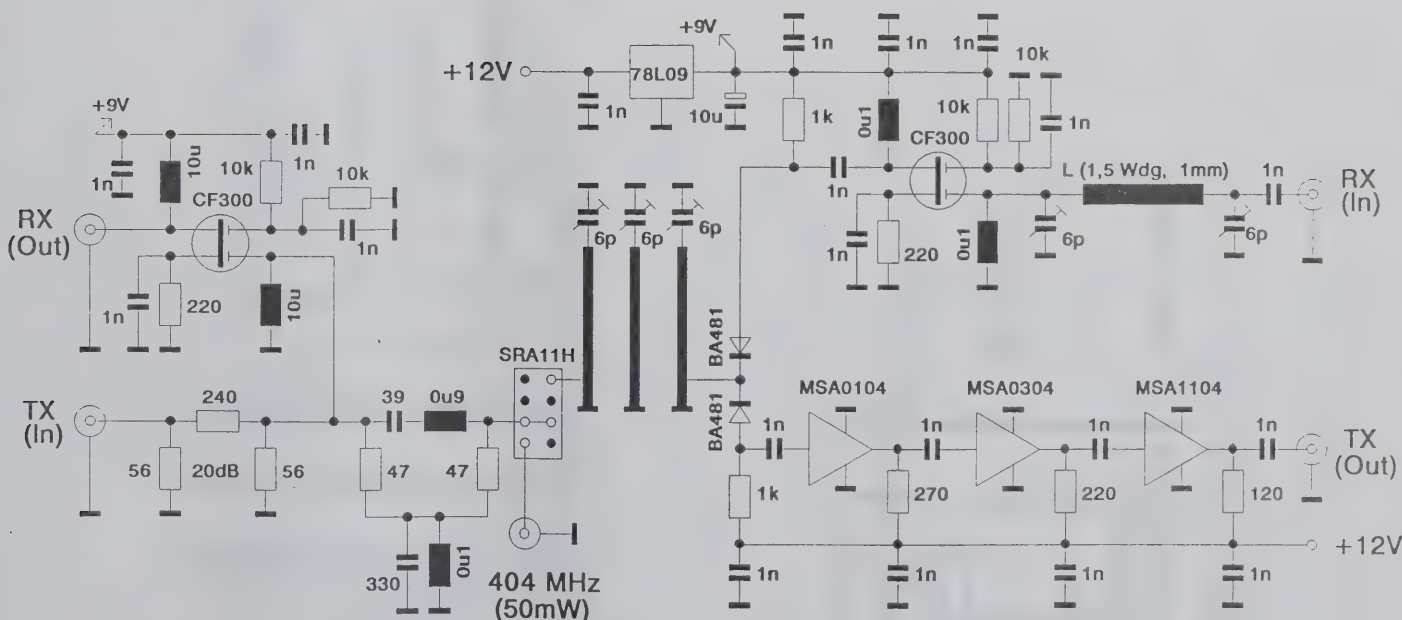 +9V
1n
1n
1n
+12V
78L09
+9V
1n
10u
1k
0u1
10k
10k
1n
CF300
1n
1n
220
0u1
L (1,5 Wdg, 1mm)
6p
6p
1n
RX
(In)
+9V
1n
10u
10k
1n
10k
CF300
1n
RX
(Out)
1n
220
10u
6p
6p
6p
BA481
BA481
SRA11H
TX
(In)
56
240
20dB
56
39
0u9
47
47
330
0u1
404 MHz
(50mW)
MSA0104
MSA0304
MSA1104
1n
1n
1n
1n
TX
(Out)
1k
270
220
120
+12V
1n
1n
1n
1n